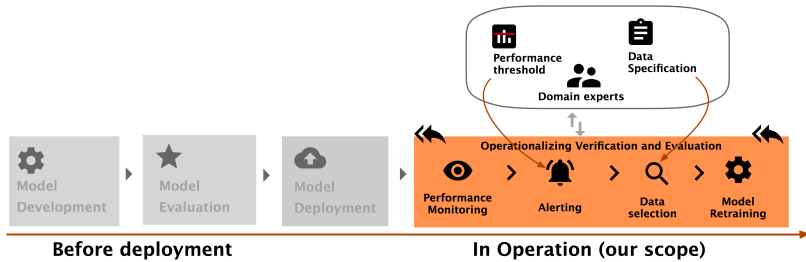 Performance
threshold
Data
Specification
Domain experts
Operationalizing Verification and Evaluation
Model
Development
Model
Evaluation
Model
Deployment
Performance
Monitoring
Alerting
Data
selection
Model
Retraining
Before deployment
In Operation (our scope)